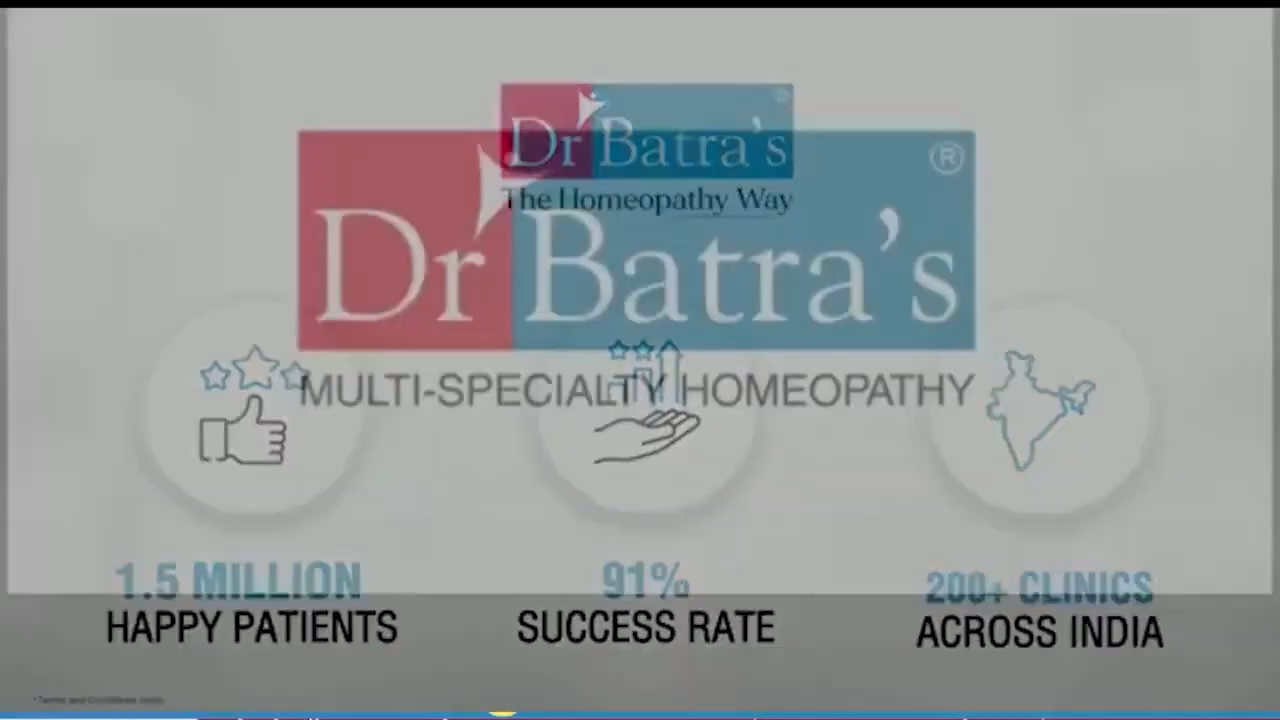 Dr Batra's ®
The Homeopathy Way
Dr Batra's ®
MULTI-SPECIALTY HOMEOPATHY
1.5 MILLION
HAPPY PATIENTS
91%
SUCCESS RATE
200+ CLINICS
ACROSS INDIA